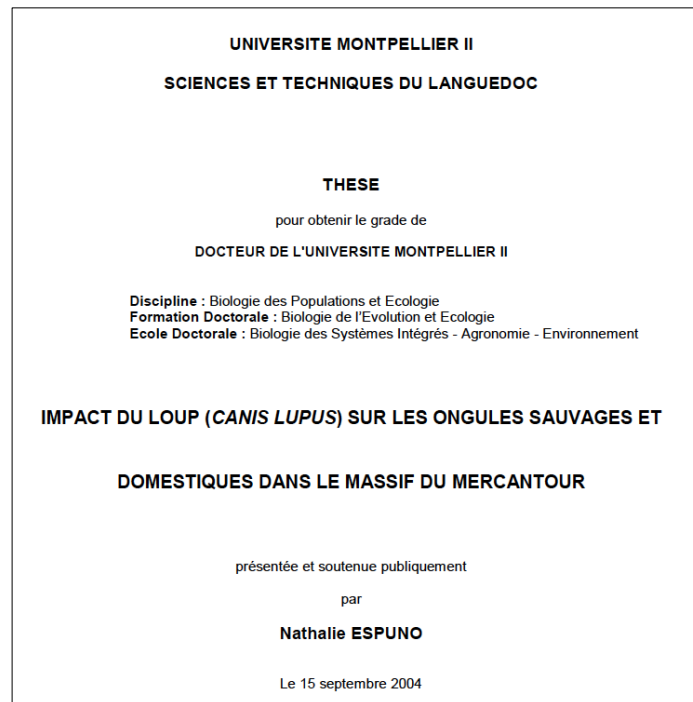 UNIVERSITE MONTPELLIER II
SCIENCES ET TECHNIQUES DU LANGUEDOC
THESE
pour obtenir le grade de
DOCTEUR DE L'UNIVERSITE MONTPELLIER II
Discipline : Biologie des Populations et Ecologie
Formation Doctorale : Biologie de l'Evolution et Ecologie
Ecole Doctorale : Biologie des Systèmes Intégrés - Agronomie - Environnement
IMPACT DU LOUP (CANIS LUPUS) SUR LES ONGULES SAUVAGES ET
DOMESTIQUES DANS LE MASSIF DU MERCANTOUR
présentée et soutenue publiquement
par
Nathalie ESPUNO
Le 15 septembre 2004